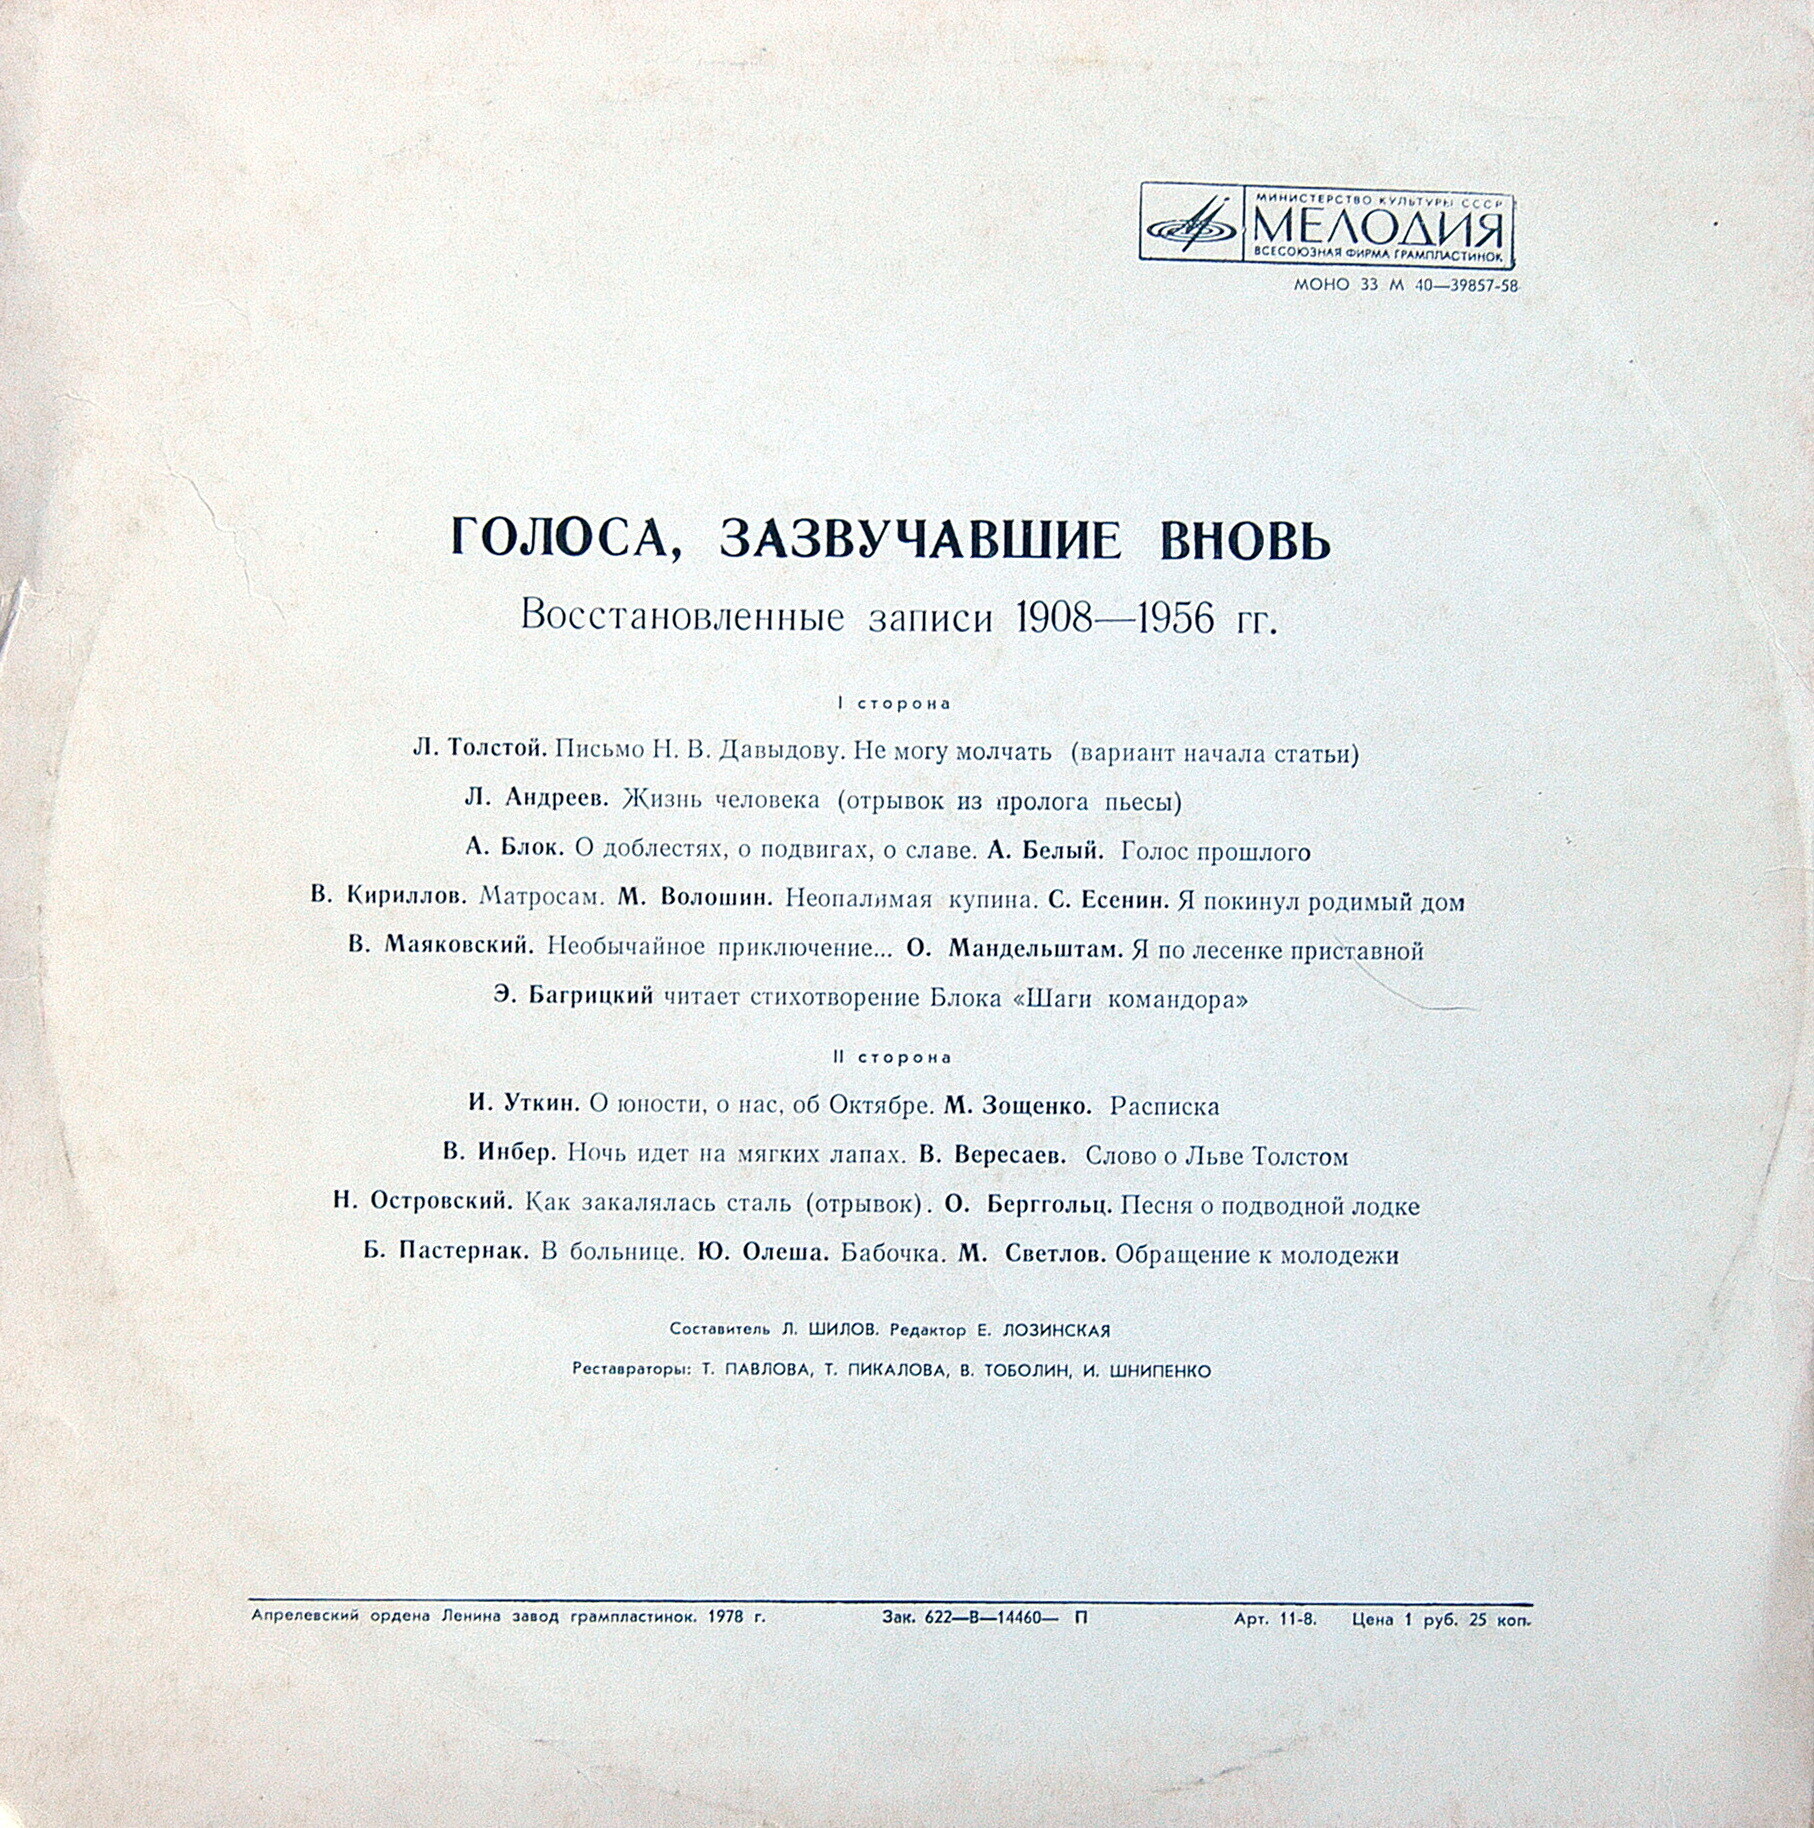 МИНИСТЕРСТВО КУЛЬТУРЫ СССР
МЕЛОДИЯ
ВСЕСОЮЗНАЯ ФИРМА ГРАМПЛАСТИНОК
МОНО 33 М 40—39857-58
ГОЛОСА, ЗАЗВУЧАВШИЕ ВНОВЬ
Восстановленные записи 1908—1956 гг.
I сторона
Л. Толстой. Письмо Н. В. Давыдову. Не могу молчать (вариант начала статьи)
Л. Андреев. Жизнь человека (отрывок из пролога пьесы)
А. Блок. О доблестях, о подвигах, о славе. А. Белый. Голос прошлого
В. Кириллов. Матросам. М. Волошин. Неопалимая купина. С. Есенин. Я покинул родимый дом
В. Маяковский. Необычайное приключение... О. Мандельштам. Я по лесенке приставной
Э. Багрицкий читает стихотворение Блока «Шаги командора»
II сторона
И. Уткин. О юности, о нас, об Октябре. М. Зощенко. Расписка
В. Инбер. Ночь идет на мягких лапах. В. Вересаев. Слово о Льве Толстом
Н. Островский. Как закалялась сталь (отрывок). О. Берггольц. Песня о подводной лодке
Б. Пастернак. В больнице. Ю. Олеша. Бабочка. М. Светлов. Обращение к молодежи
Составитель Л. ШИЛОВ. Редактор Е. ЛОЗИНСКАЯ
Реставраторы: Т. ПАВЛОВА, Т. ПИКАЛОВА, В. ТОБОЛИН, И. ШНИПЕНКО
Апрелевский ордена Ленина завод грампластинок. 1978 г. Зак. 622—В—14460— П Арт. 11-8. Цена 1 руб. 25 коп.